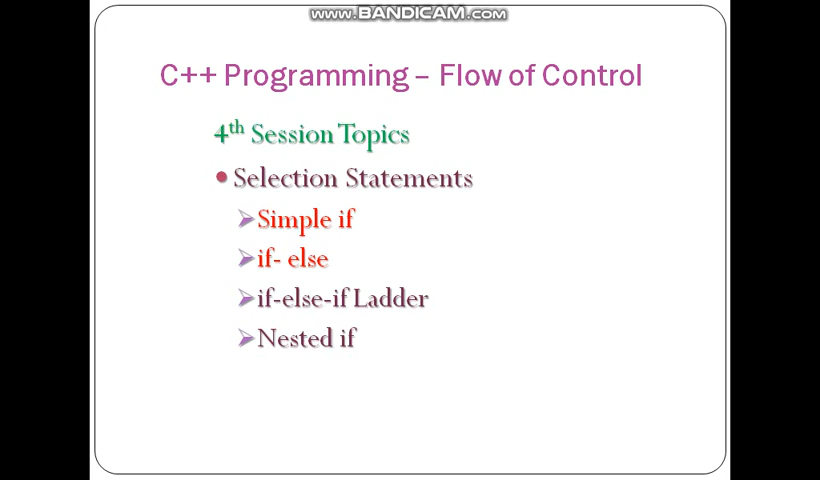 www.BANDICAM.com
C++ Programming – Flow of Control
4th Session Topics
• Selection Statements
➢ Simple if
➢ if- else
➢ if-else-if Ladder
➢ Nested if